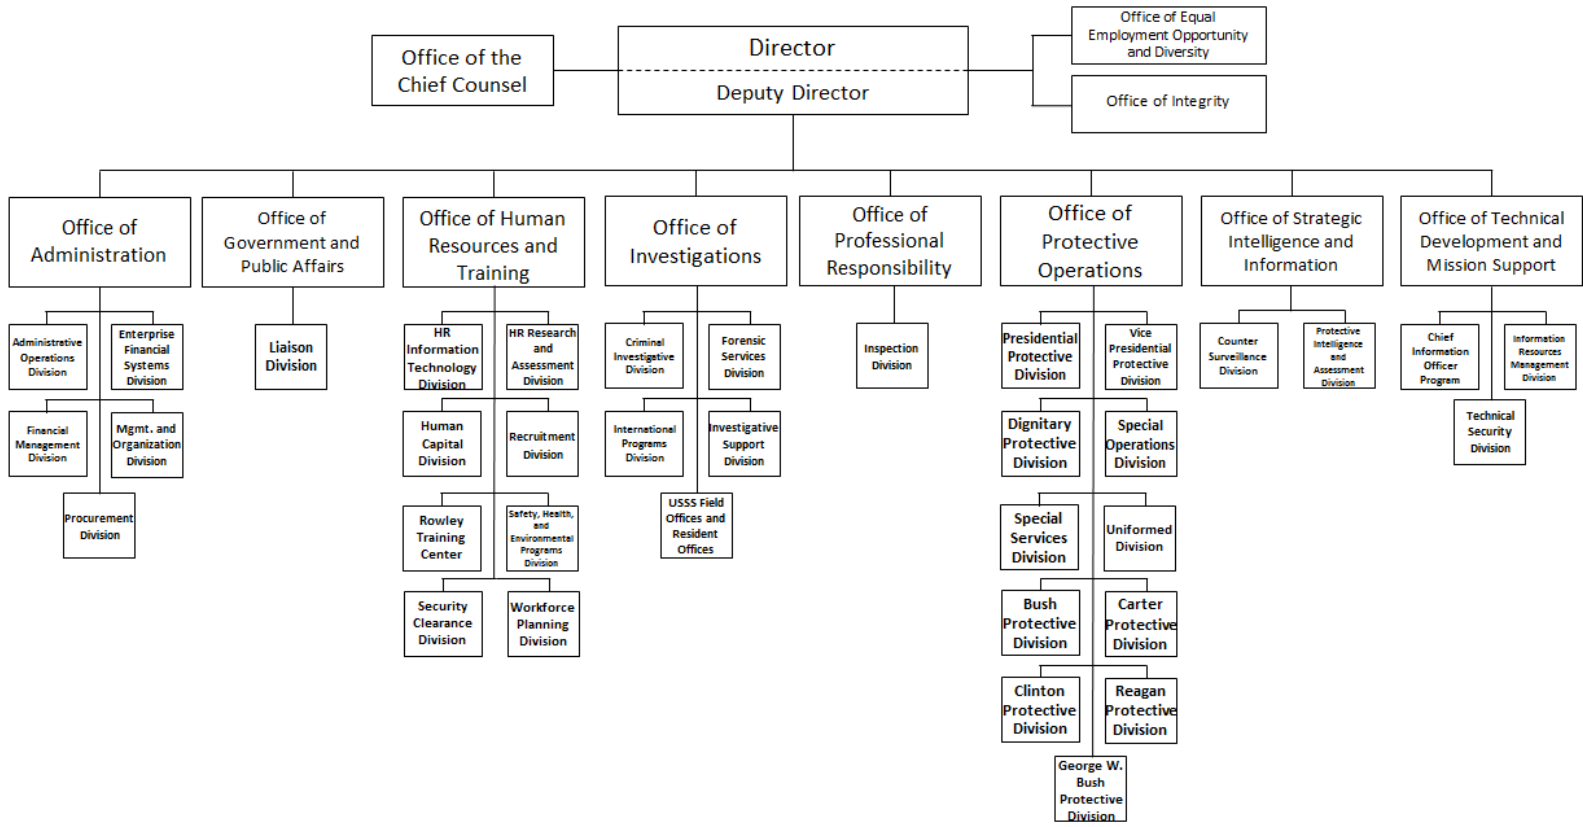 Office of the
Chief Counsel
Director
Deputy Director
Office of Equal
Employment Opportunity
and Diversity
Office of Integrity
Office of
Administration
Office of
Government and
Public Affairs
Office of Human
Resources and
Training
Office of
Investigations
Office of
Professional
Responsibility
Office of
Protective
Operations
Office of Strategic
Intelligence and
Information
Office of Technical
Development and
Mission Support
Administrative
Operations
Division
Enterprise
Financial
Systems
Division
Financial
Management
Division
Mgmt. and
Organization
Division
Procurement
Division
Liaison
Division
HR
Information
Technology
Division
HR Research
and
Assessment
Division
Human
Capital
Division
Recruitment
Division
Rowley
Training
Center
Safety, Health,
and
Environmental
Programs
Division
Security
Clearance
Division
Workforce
Planning
Division
Criminal
Investigative
Division
Forensic
Services
Division
International
Programs
Division
Investigative
Support
Division
USSS Field
Offices and
Resident
Offices
Inspection
Division
Presidential
Protective
Division
Vice
Presidential
Protective
Division
Dignitary
Protective
Division
Special
Operations
Division
Special
Services
Division
Uniformed
Division
Bush
Protective
Division
Carter
Protective
Division
Clinton
Protective
Division
Reagan
Protective
Division
George W.
Bush
Protective
Division
Counter
Surveillance
Division
Protective
Intelligence
and
Assessment
Division
Chief
Information
Officer
Program
Information
Resources
Management
Division
Technical
Security
Division